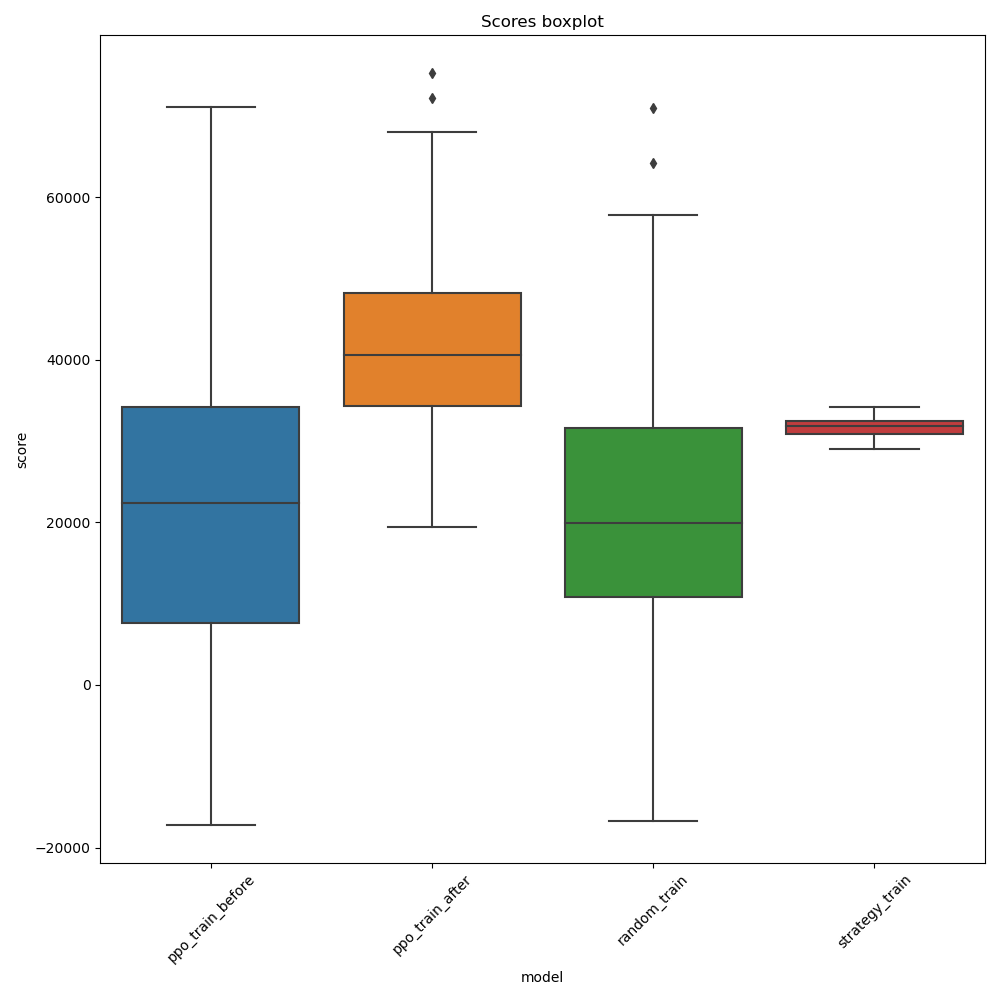 Scores boxplot
60000
40000
20000
0
−20000
score
ppo_train_before
ppo_train_after
random_train
strategy_train
model